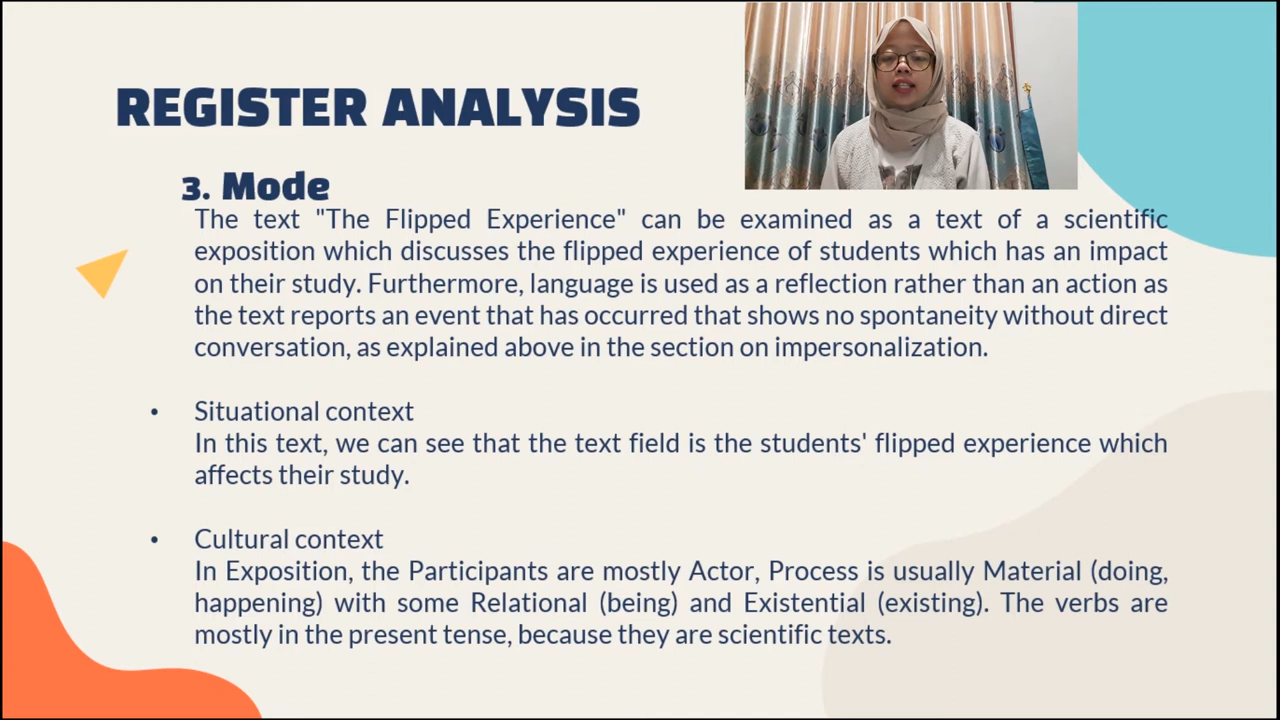 REGISTER ANALYSIS
3. Mode
The text "The Flipped Experience" can be examined as a text of a scientific
exposition which discusses the flipped experience of students which has an impact
on their study. Furthermore, language is used as a reflection rather than an action as
the text reports an event that has occurred that shows no spontaneity without direct
conversation, as explained above in the section on impersonalization.
• Situational context
In this text, we can see that the text field is the students' flipped experience which
affects their study.
• Cultural context
In Exposition, the Participants are mostly Actor, Process is usually Material (doing,
happening) with some Relational (being) and Existential (existing). The verbs are
mostly in the present tense, because they are scientific texts.